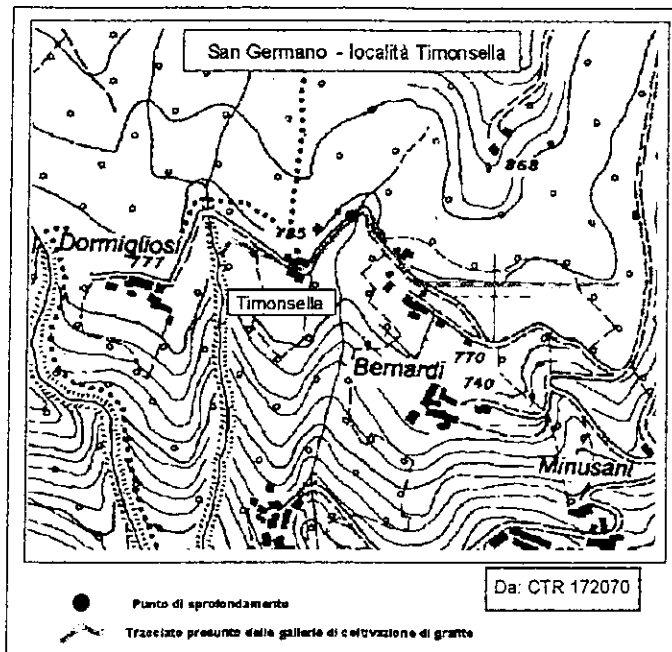 San Germano - località Timonsella
868
785
Dormigliosi
777
Timonsella
Bernardi
770
740
Minusani
Da: CTR 172070
Punto di sprofondamento
Tracciato presunto delle gallerie di coltivazione di grafite